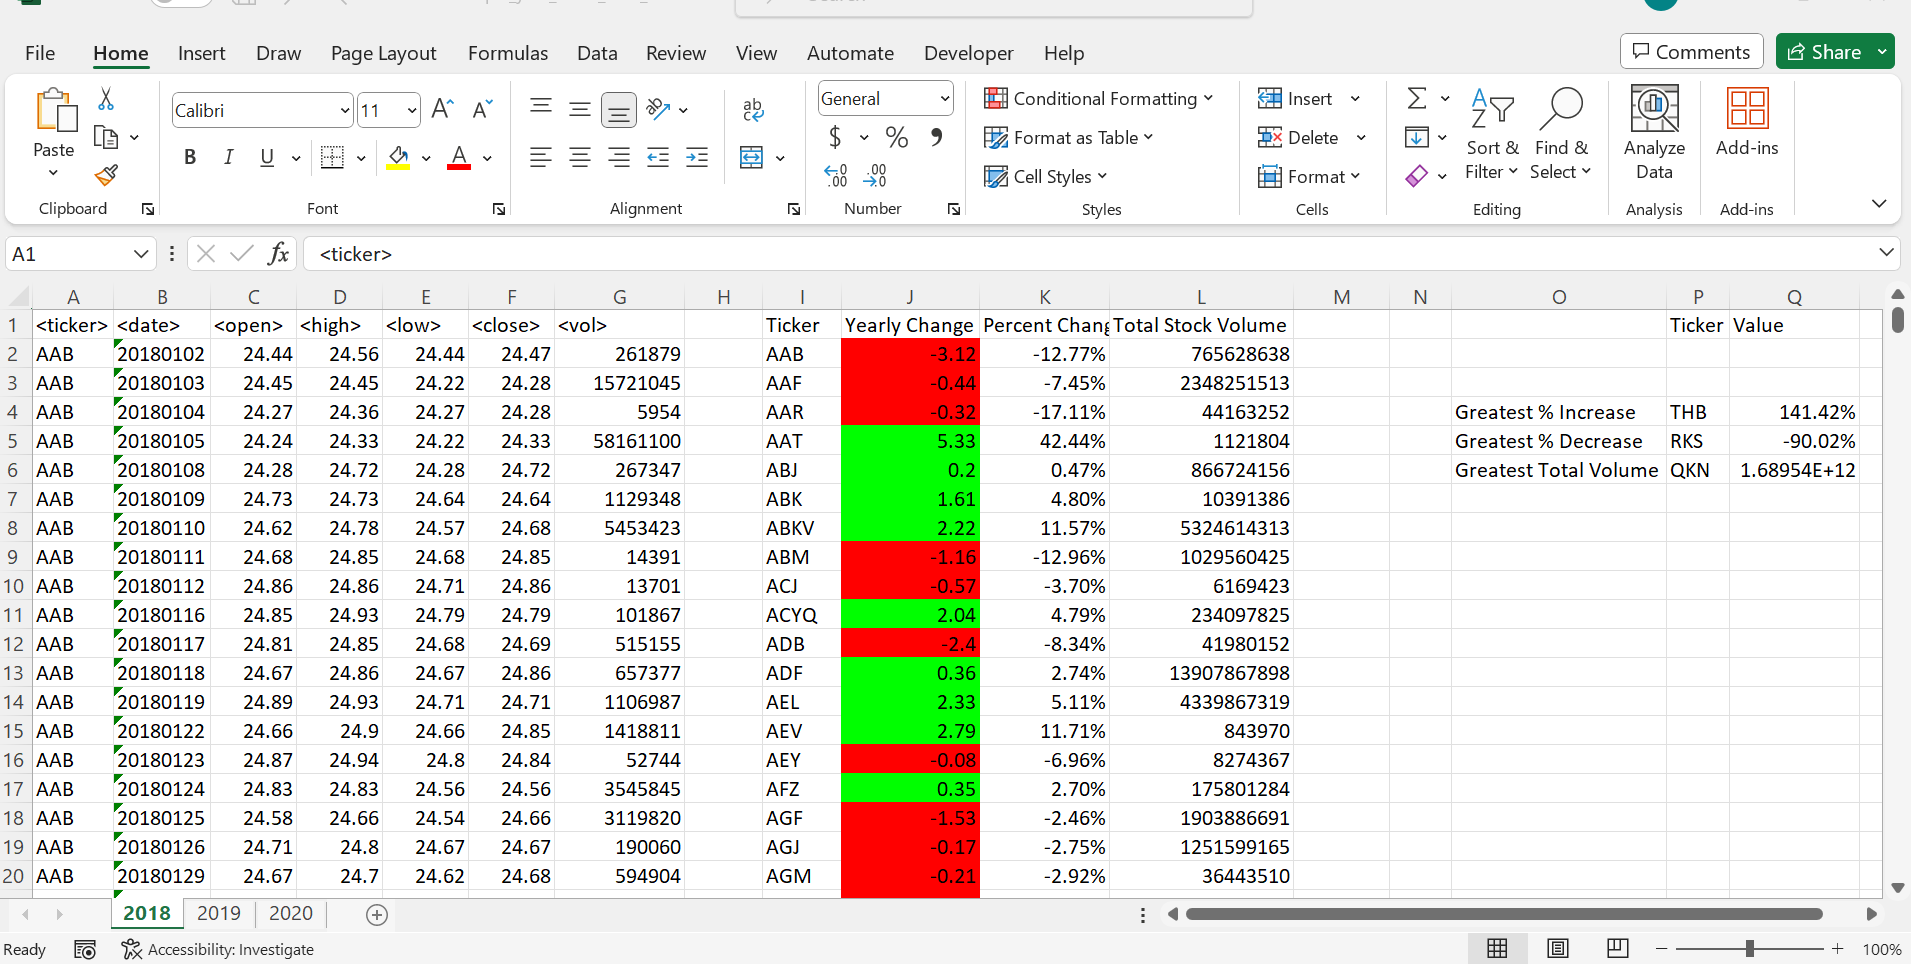 File Home Insert Draw Page Layout Formulas Data Review View Automate Developer Help Comments Share
Paste
Clipboard
Calibri 11
B I U
Font
ab
Alignment
General
$ % 9
Number
Conditional Formatting
Format as Table
Cell Styles
Styles
Insert
Delete
Format
Cells
Sort & Filter
Find & Select
Editing
Analyze Data
Analysis
Add-ins
Add-ins
A1 fx <ticker>
A B C D E F G H I J K L M N O P Q
1 <ticker> <date> <open> <high> <low> <close> <vol> Ticker Yearly Change Percent Chang Total Stock Volume Ticker Value
2 AAB 20180102 24.44 24.56 24.44 24.47 261879 AAB -3.12 -12.77% 765628638
3 AAB 20180103 24.45 24.45 24.22 24.28 15721045 AAF -0.44 -7.45% 2348251513
4 AAB 20180104 24.27 24.36 24.27 24.28 5954 AAR -0.32 -17.11% 44163252 Greatest % Increase THB 141.42%
5 AAB 20180105 24.24 24.33 24.22 24.33 58161100 AAT 5.33 42.44% 1121804 Greatest % Decrease RKS -90.02%
6 AAB 20180108 24.28 24.72 24.28 24.72 267347 ABJ 0.2 0.47% 866724156 Greatest Total Volume QKN 1.68954E+12
7 AAB 20180109 24.73 24.73 24.64 24.64 1129348 ABK 1.61 4.80% 10391386
8 AAB 20180110 24.62 24.78 24.57 24.68 5453423 ABKV 2.22 11.57% 5324614313
9 AAB 20180111 24.68 24.85 24.68 24.85 14391 ABM -1.16 -12.96% 1029560425
10 AAB 20180112 24.86 24.86 24.71 24.86 13701 ACJ -0.57 -3.70% 6169423
11 AAB 20180116 24.85 24.93 24.79 24.79 101867 ACYQ 2.04 4.79% 234097825
12 AAB 20180117 24.81 24.85 24.68 24.69 515155 ADB -2.4 -8.34% 41980152
13 AAB 20180118 24.67 24.86 24.67 24.86 657377 ADF 0.36 2.74% 13907867898
14 AAB 20180119 24.89 24.93 24.71 24.71 1106987 AEL 2.33 5.11% 4339867319
15 AAB 20180122 24.66 24.9 24.66 24.85 1418811 AEV 2.79 11.71% 843970
16 AAB 20180123 24.87 24.94 24.8 24.84 52744 AEY -0.08 -6.96% 8274367
17 AAB 20180124 24.83 24.83 24.56 24.56 3545845 AFZ 0.35 2.70% 175801284
18 AAB 20180125 24.58 24.66 24.54 24.66 3119820 AGF -1.53 -2.46% 1903886691
19 AAB 20180126 24.71 24.8 24.67 24.67 190060 AGJ -0.17 -2.75% 1251599165
20 AAB 20180129 24.67 24.7 24.62 24.68 594904 AGM -0.21 -2.92% 36443510
2018 2019 2020
Ready Accessibility: Investigate 100%